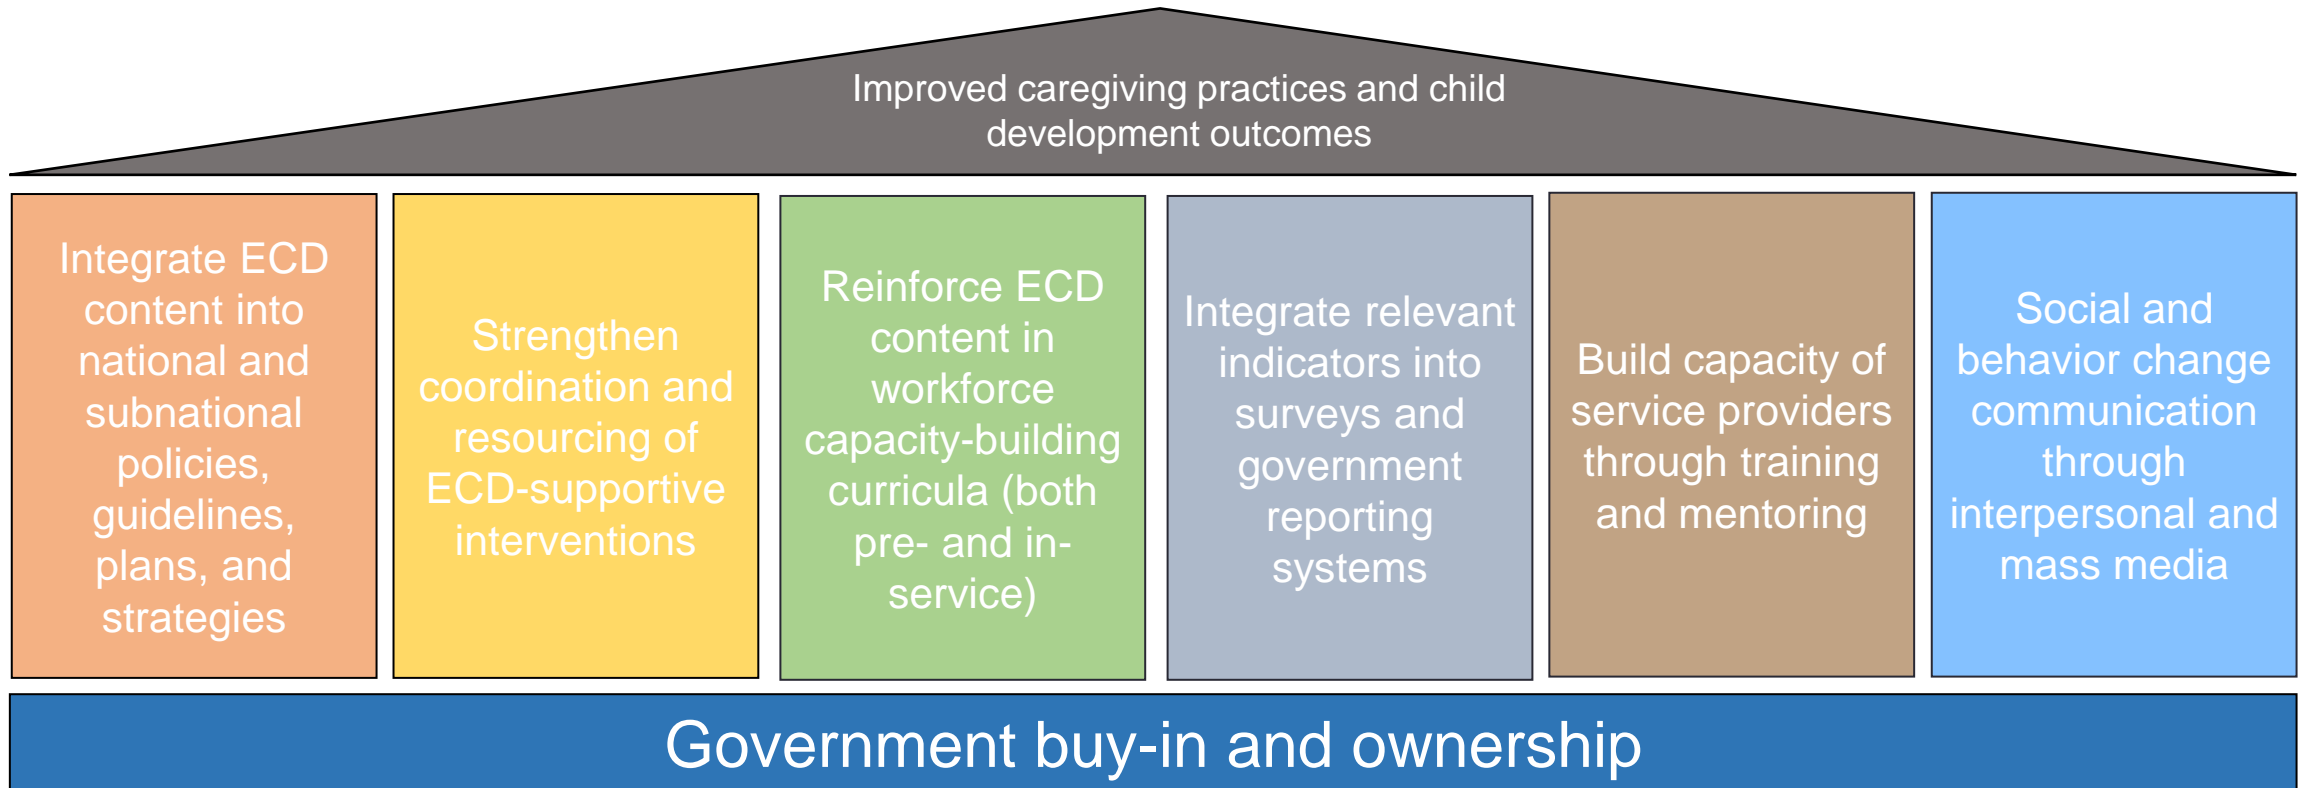 Improved caregiving practices and child
development outcomes
Integrate ECD
content into
national and
subnational
policies,
guidelines,
plans, and
strategies
Strengthen
coordination and
resourcing of
ECD-supportive
interventions
Reinforce ECD
content in
workforce
capacity-building
curricula (both
pre- and in-
service)
Integrate relevant
indicators into
surveys and
government
reporting
systems
Build capacity of
service providers
through training
and mentoring
Social and
behavior change
communication
through
interpersonal and
mass media
Government buy-in and ownership